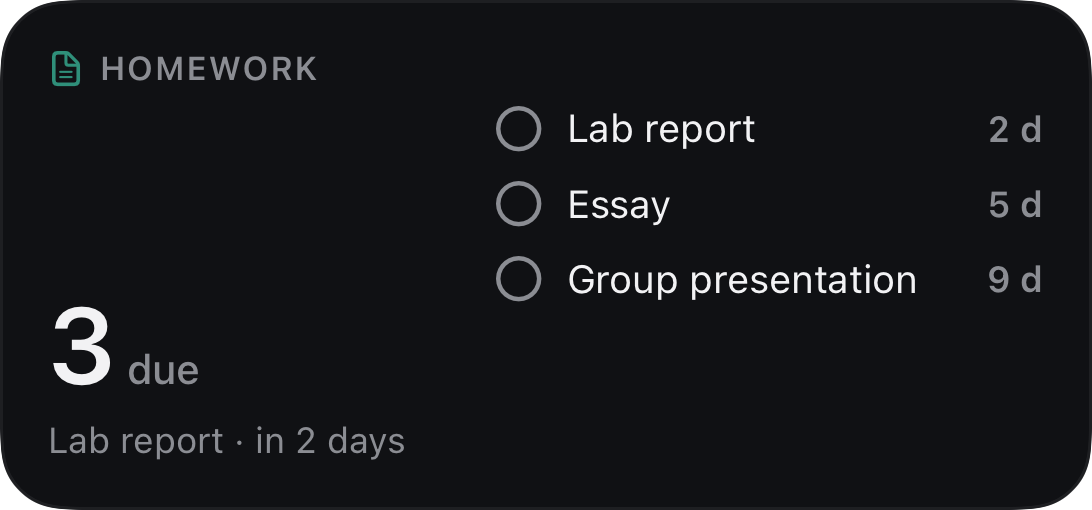 HOMEWORK
Lab report 2 d
Essay 5 d
Group presentation 9 d
3 due
Lab report · in 2 days